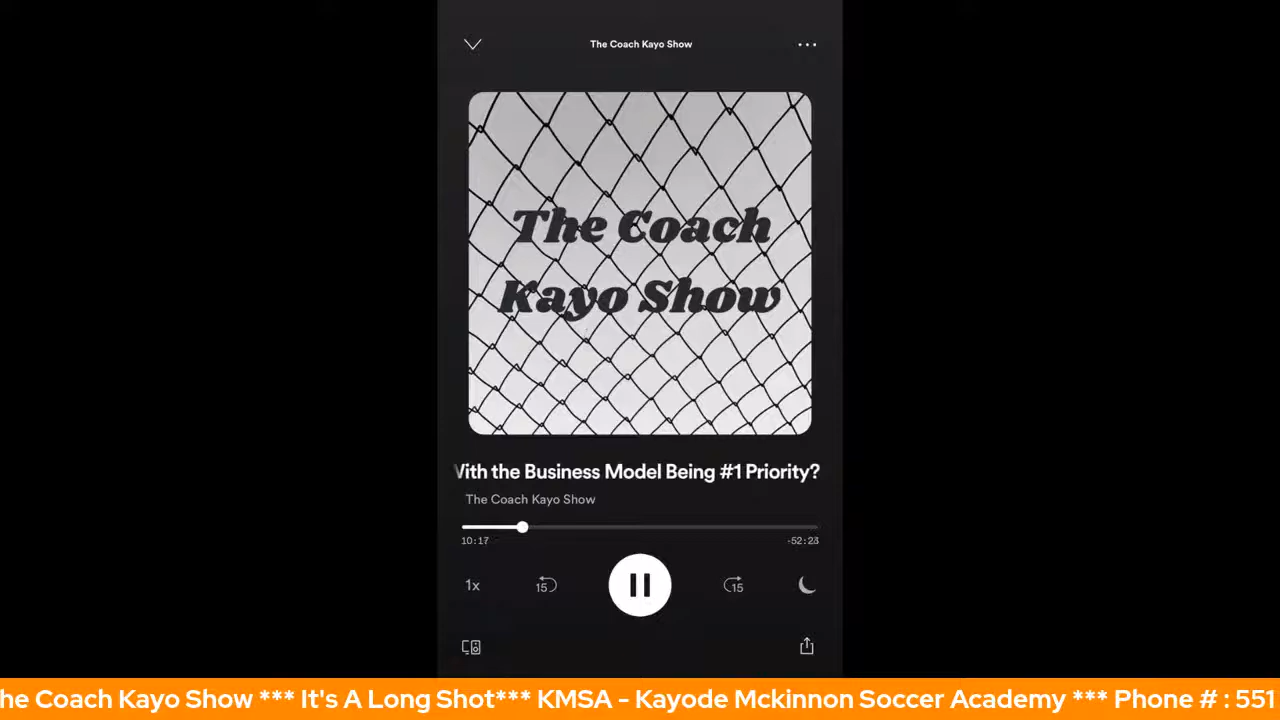 The Coach Kayo Show
The Coach
Kayo Show
With the Business Model Being #1 Priority?
The Coach Kayo Show
10:17
-52:23
1x
15
15
he Coach Kayo Show *** It's A Long Shot*** KMSA - Kayode Mckinnon Soccer Academy *** Phone # : 551